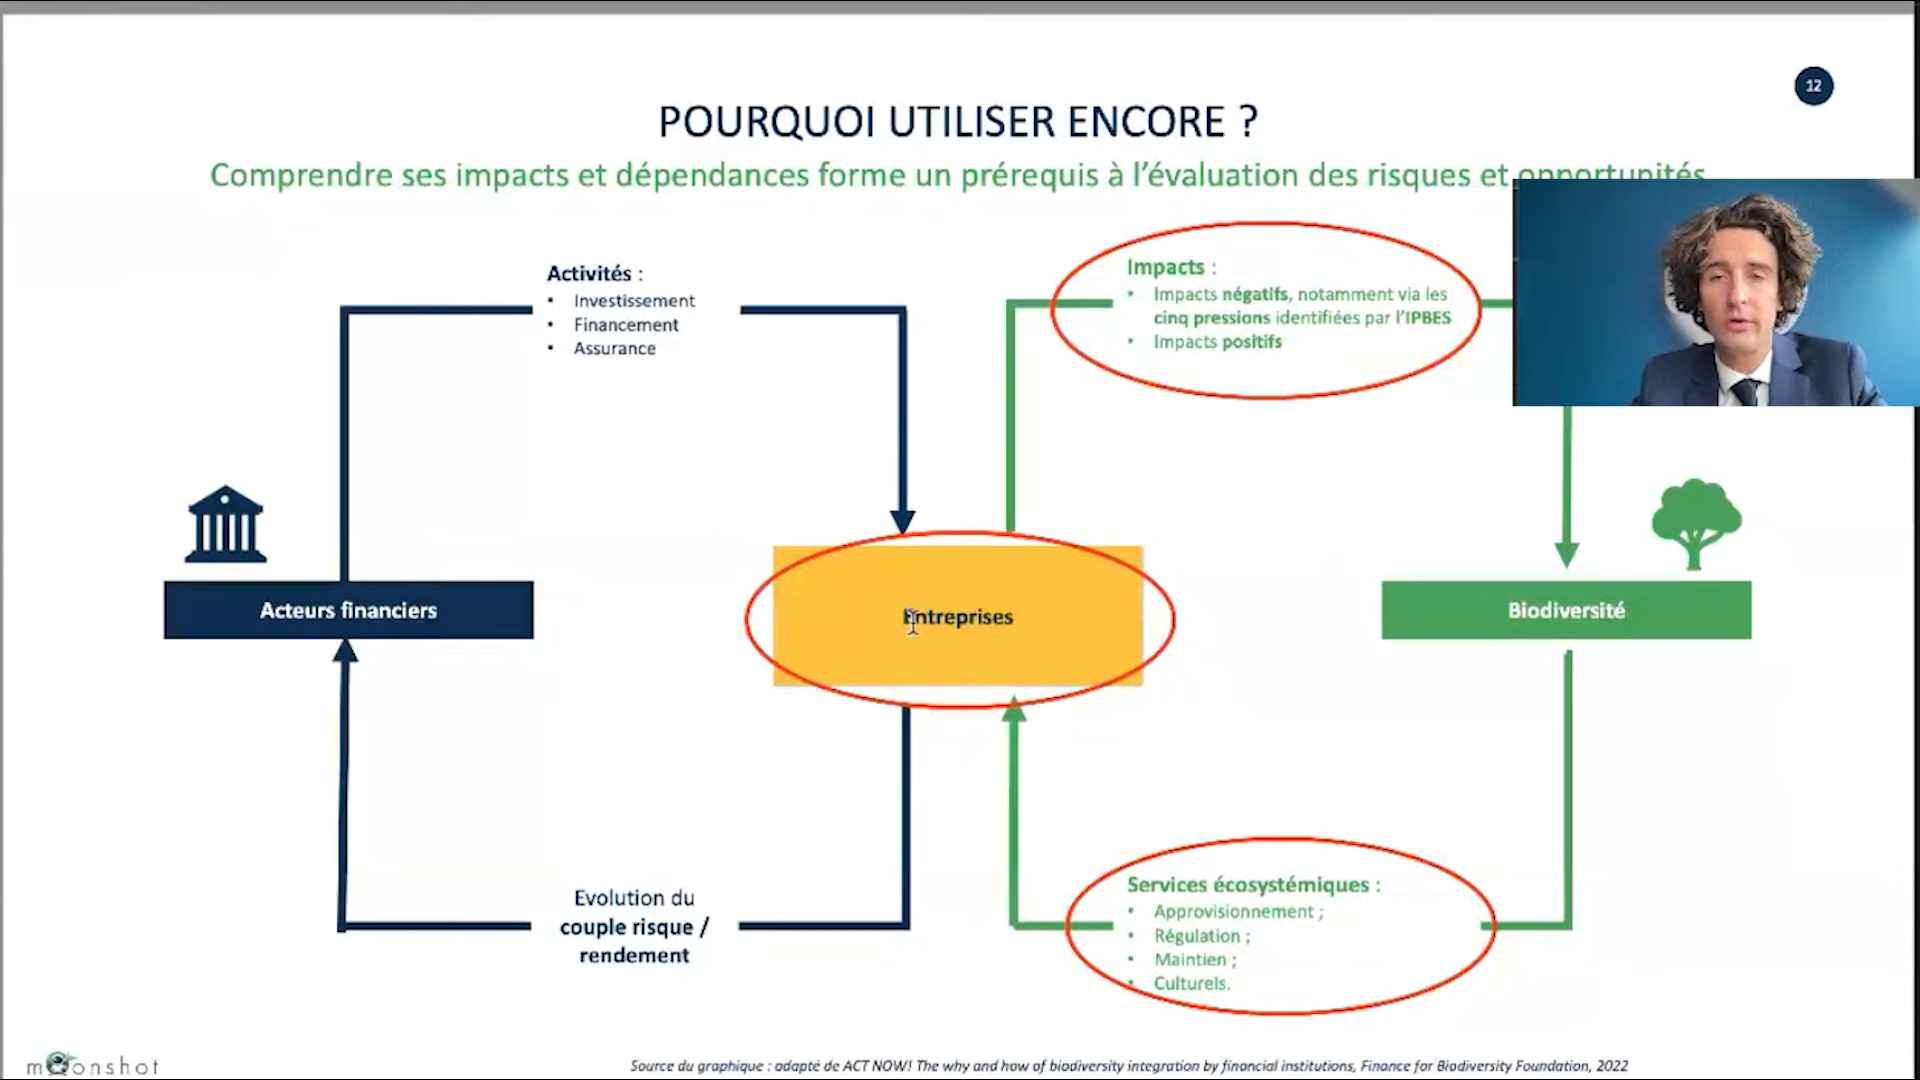 12
POURQUOI UTILISER ENCORE ?
Comprendre ses impacts et dépendances forme un prérequis à l'évaluation des risques et opportunités
Activités :
• Investissement
• Financement
• Assurance
Impacts :
• Impacts négatifs, notamment via les
cinq pressions identifiées par l'IPBES
• Impacts positifs
Acteurs financiers
Entreprises
Biodiversité
Evolution du
couple risque /
rendement
Services écosystémiques :
• Approvisionnement ;
• Régulation ;
• Maintien ;
• Culturels.
moonshot
Source du graphique : adapté de ACT NOW! The why and how of biodiversity integration by financial institutions, Finance for Biodiversity Foundation, 2022